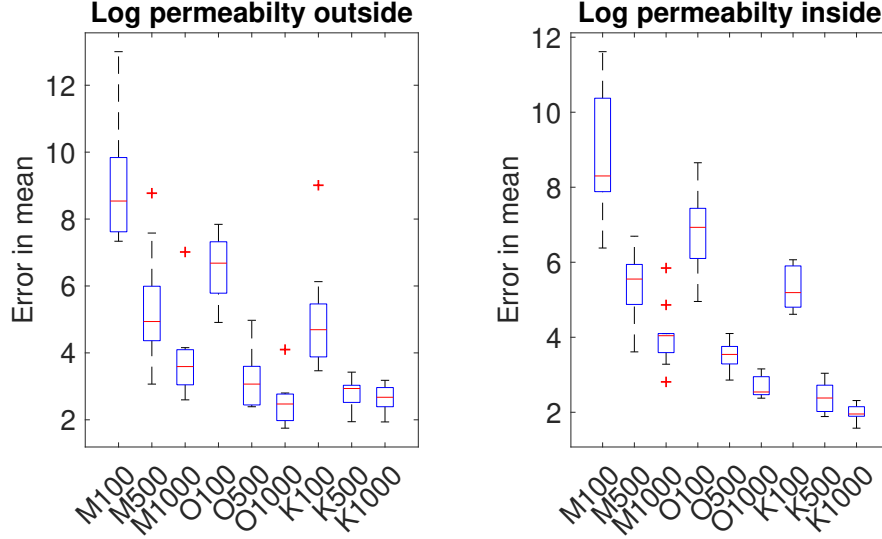 Log permeabilty outside
Error in mean
12
10
8
6
4
2
M100
M500
M1000
O100
O500
O1000
K100
K500
K1000
Log permeabilty inside
Error in mean
12
10
8
6
4
2
M100
M500
M1000
O100
O500
O1000
K100
K500
K1000